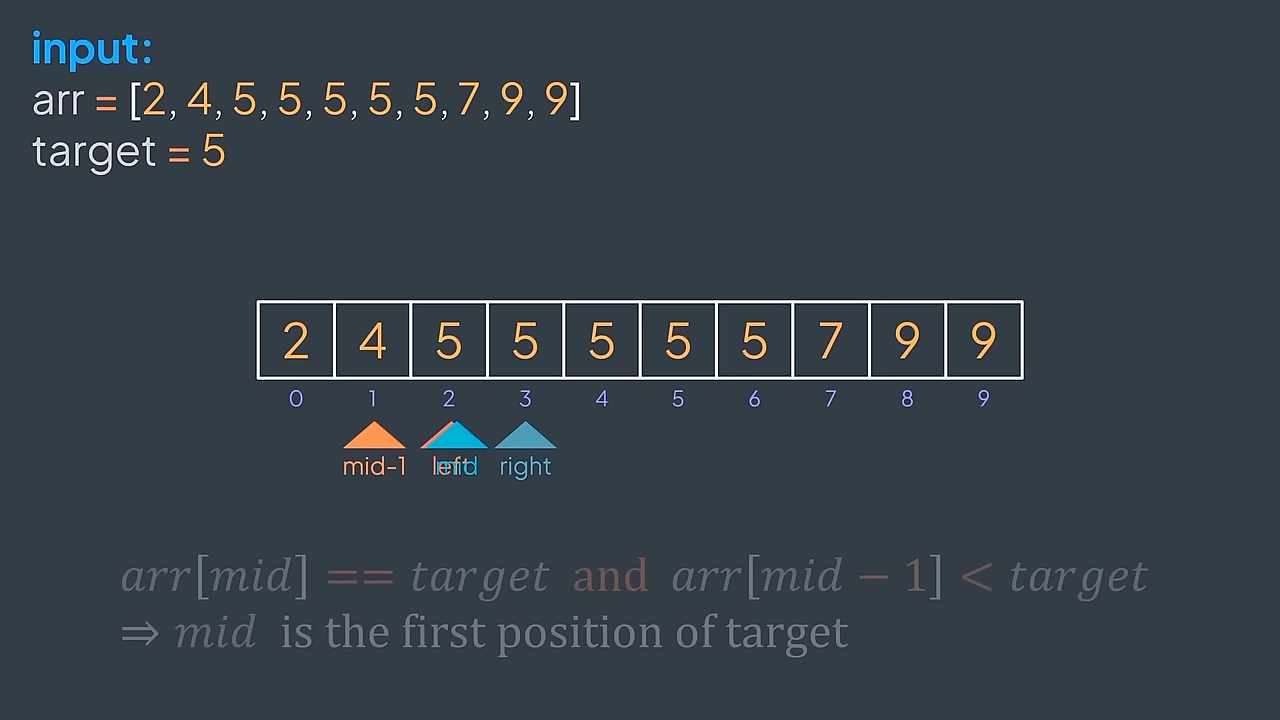 input:
arr = [2, 4, 5, 5, 5, 5, 5, 7, 9, 9]
target = 5
2 4 5 5 5 5 5 7 9 9
0 1 2 3 4 5 6 7 8 9
mid-1 left mid right
arr[mid] == target and arr[mid − 1] < target
⇒ mid is the first position of target